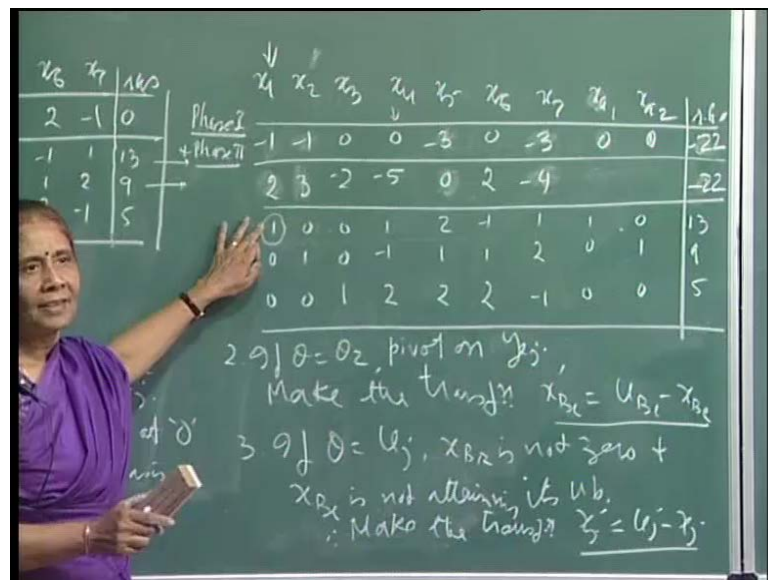 x6 x7 rhs
2 -1 0
-1 1 13
1 2 9
-1 5
x1 x2 x3 x4 x5 x6 x7 xa1 xa2 r.h.s
Phase I -1 -1 0 0 -3 0 -3 0 0 -22
+ Phase II
2 3 -2 -5 0 2 -4 -22
1 0 0 1 2 -1 1 1 0 13
0 1 0 -1 1 1 2 0 1 9
0 0 1 2 2 2 -1 0 0 5
2. If θ = θ2, pivot on yrj.
Make the transfn x'Br = uBr - xBr
3. If θ = uj, xBr is not zero +
xBr is not attaining its u b.
∴ Make the transfn x'j = uj - xj.
at '0'